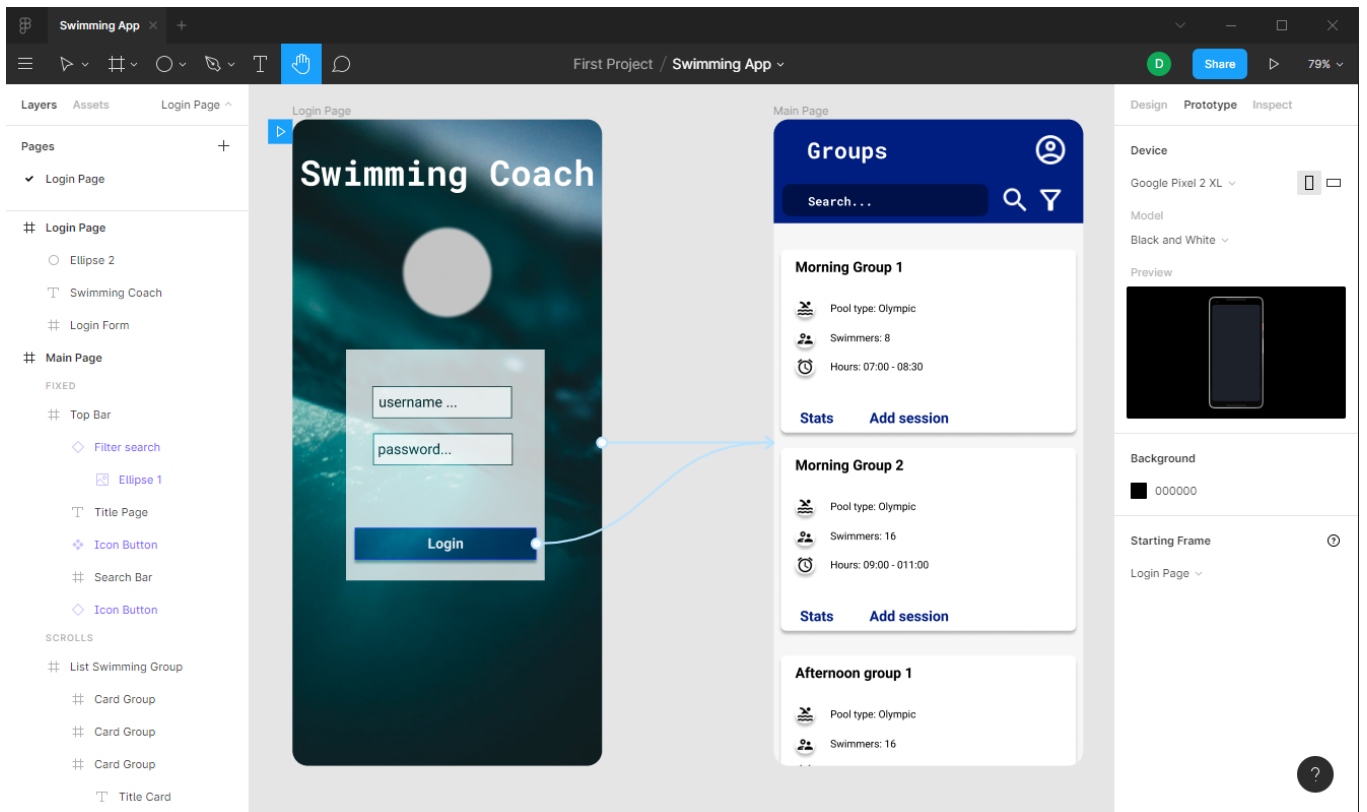 Swimming App
First Project / Swimming App
D
Share
79%
Layers Assets Login Page
Pages
Login Page
Login Page
Ellipse 2
Swimming Coach
Login Form
Main Page
FIXED
Top Bar
Filter search
Ellipse 1
Title Page
Icon Button
Search Bar
Icon Button
SCROLLS
List Swimming Group
Card Group
Card Group
Card Group
Title Card
Login Page
Swimming Coach
username ...
password...
Login
Main Page
Groups
Search...
Morning Group 1
Pool type: Olympic
Swimmers: 8
Hours: 07:00 - 08:30
Stats Add session
Morning Group 2
Pool type: Olympic
Swimmers: 16
Hours: 09:00 - 011:00
Stats Add session
Afternoon group 1
Pool type: Olympic
Swimmers: 16
Design Prototype Inspect
Device
Google Pixel 2 XL
Model
Black and White
Preview
Background
000000
Starting Frame
?
Login Page
?